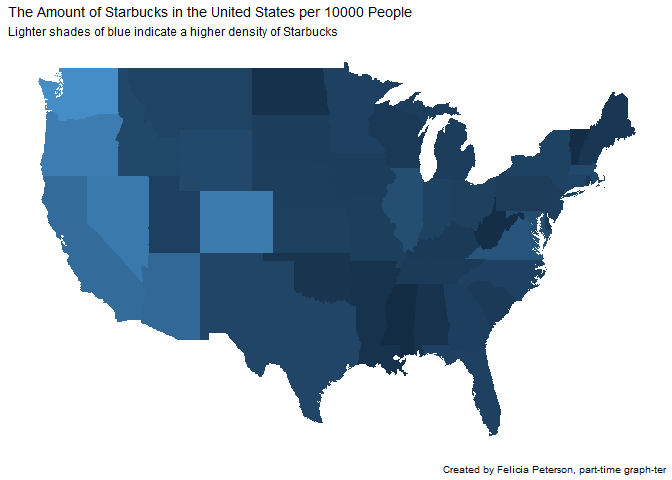 The Amount of Starbucks in the United States per 10000 People
Lighter shades of blue indicate a higher density of Starbucks
Created by Felicia Peterson, part-time graph-ter